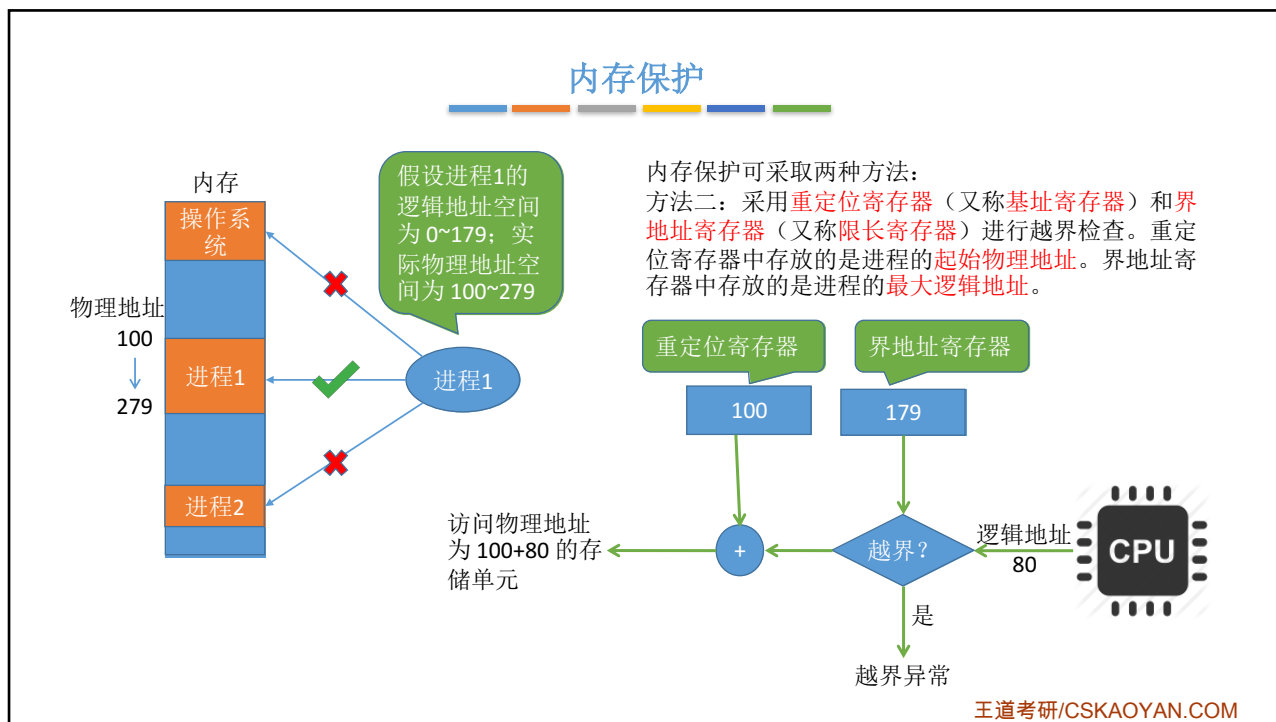 内存保护
内存
操作系
统
物理地址
100
279
进程1
进程2
假设进程1的
逻辑地址空间
为 0~179；实
际物理地址空
间为 100~279
进程1
内存保护可采取两种方法：
方法二：采用重定位寄存器（又称基址寄存器）和界
地址寄存器（又称限长寄存器）进行越界检查。重定
位寄存器中存放的是进程的起始物理地址。界地址寄
存器中存放的是进程的最大逻辑地址。
重定位寄存器
界地址寄存器
100
179
访问物理地址
为 100+80 的存
储单元
+
越界？
逻辑地址
80
CPU
是
越界异常
王道考研/CSKAOYAN.COM